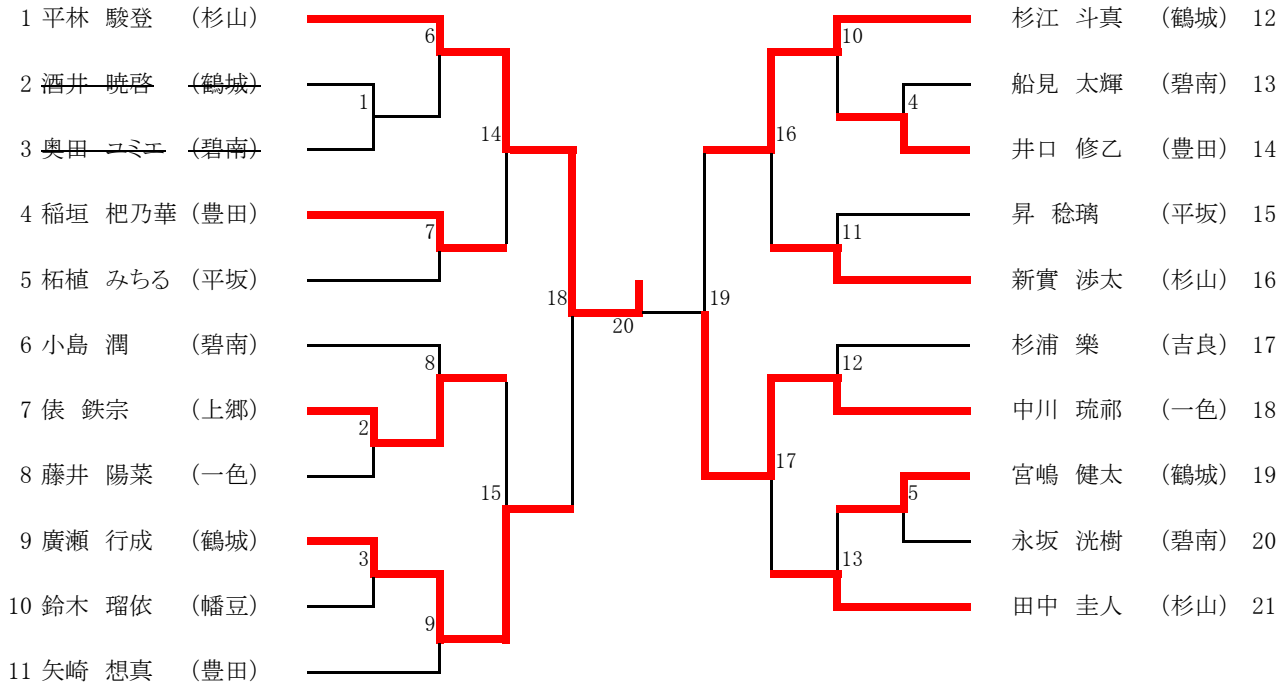 1 平林 駿登 (杉山)
2 酒井 暁啓 (鶴城)
3 奥田 ユミエ (碧南)
4 稲垣 杷乃華 (豊田)
5 柘植 みちる (平坂)
6 小島 潤 (碧南)
7 俵 鉄宗 (上郷)
8 藤井 陽菜 (一色)
9 廣瀬 行成 (鶴城)
10 鈴木 瑠依 (幡豆)
11 矢崎 想真 (豊田)
1
2
3
6
7
8
9
14
15
18
20
19
16
17
10
11
12
13
4
5
杉江 斗真 (鶴城) 12
船見 太輝 (碧南) 13
井口 修乙 (豊田) 14
昇 稔璃 (平坂) 15
新實 渉太 (杉山) 16
杉浦 樂 (吉良) 17
中川 琉祁 (一色) 18
宮嶋 健太 (鶴城) 19
永坂 洸樹 (碧南) 20
田中 圭人 (杉山) 21